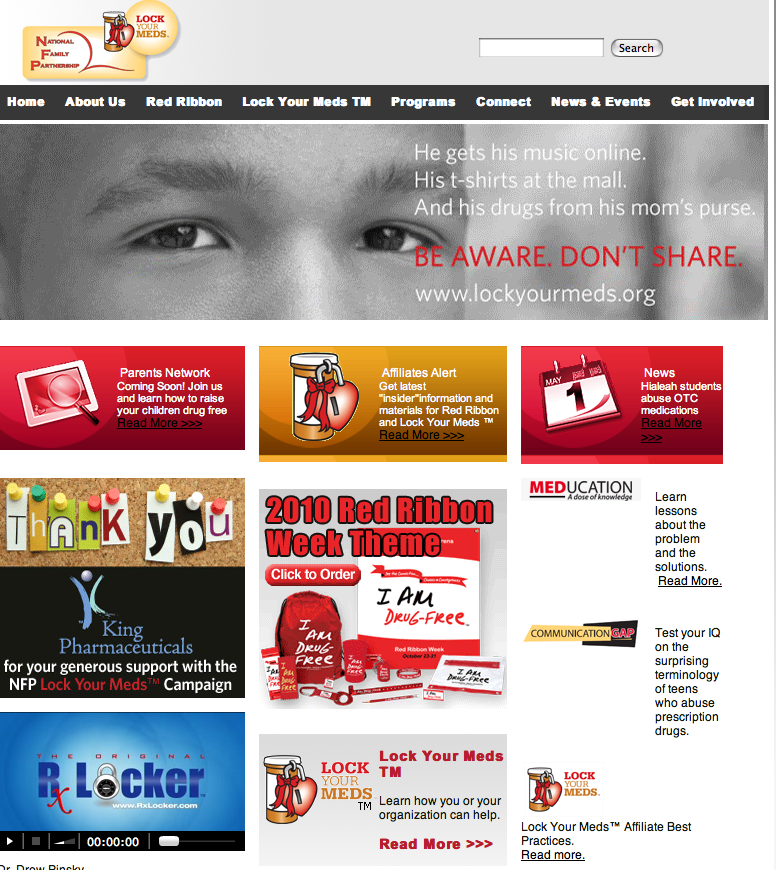 NATIONAL
FAMILY
PARTNERSHIP
LOCK
YOUR
MEDS™
Search
Home About Us Red Ribbon Lock Your Meds TM Programs Connect News & Events Get Involved
He gets his music online.
His t-shirts at the mall.
And his drugs from his mom's purse.
BE AWARE. DON'T SHARE.
www.lockyourmeds.org
Parents Network
Coming Soon! Join us
and learn how to raise
your children drug free
Read More >>>
Affiliates Alert
Get latest
"insider"information and
materials for Red Ribbon
and Lock Your Meds ™
Read More >>>
MAY
1
News
Hialeah students
abuse OTC
medications
Read More
>>>
ThAnK you
King
Pharmaceuticals
for your generous support with the
NFP Lock Your Meds™ Campaign
2010 Red Ribbon
Week Theme
Click to Order
I AM
DRUG-FREE
Red Ribbon Week
October 23-31
I AM
DRUG-FREE
I AM
DRUG-FREE
MEDUCATION
A dose of knowledge
Learn
lessons
about the
problem
and the
solutions.
Read More.
COMMUNICATION GAP
Test your IQ
on the
surprising
terminology
of teens
who abuse
prescription
drugs.
THE ORIGINAL
Rx Locker™
www.RxLocker.com
00:00:00
Dr. Drew Pinsky
LOCK
YOUR
MEDS
TM
Lock Your Meds
TM
Learn how you or your
organization can help.
Read More >>>
LOCK
YOUR
MEDS.
Lock Your Meds™ Affiliate Best
Practices.
Read more.